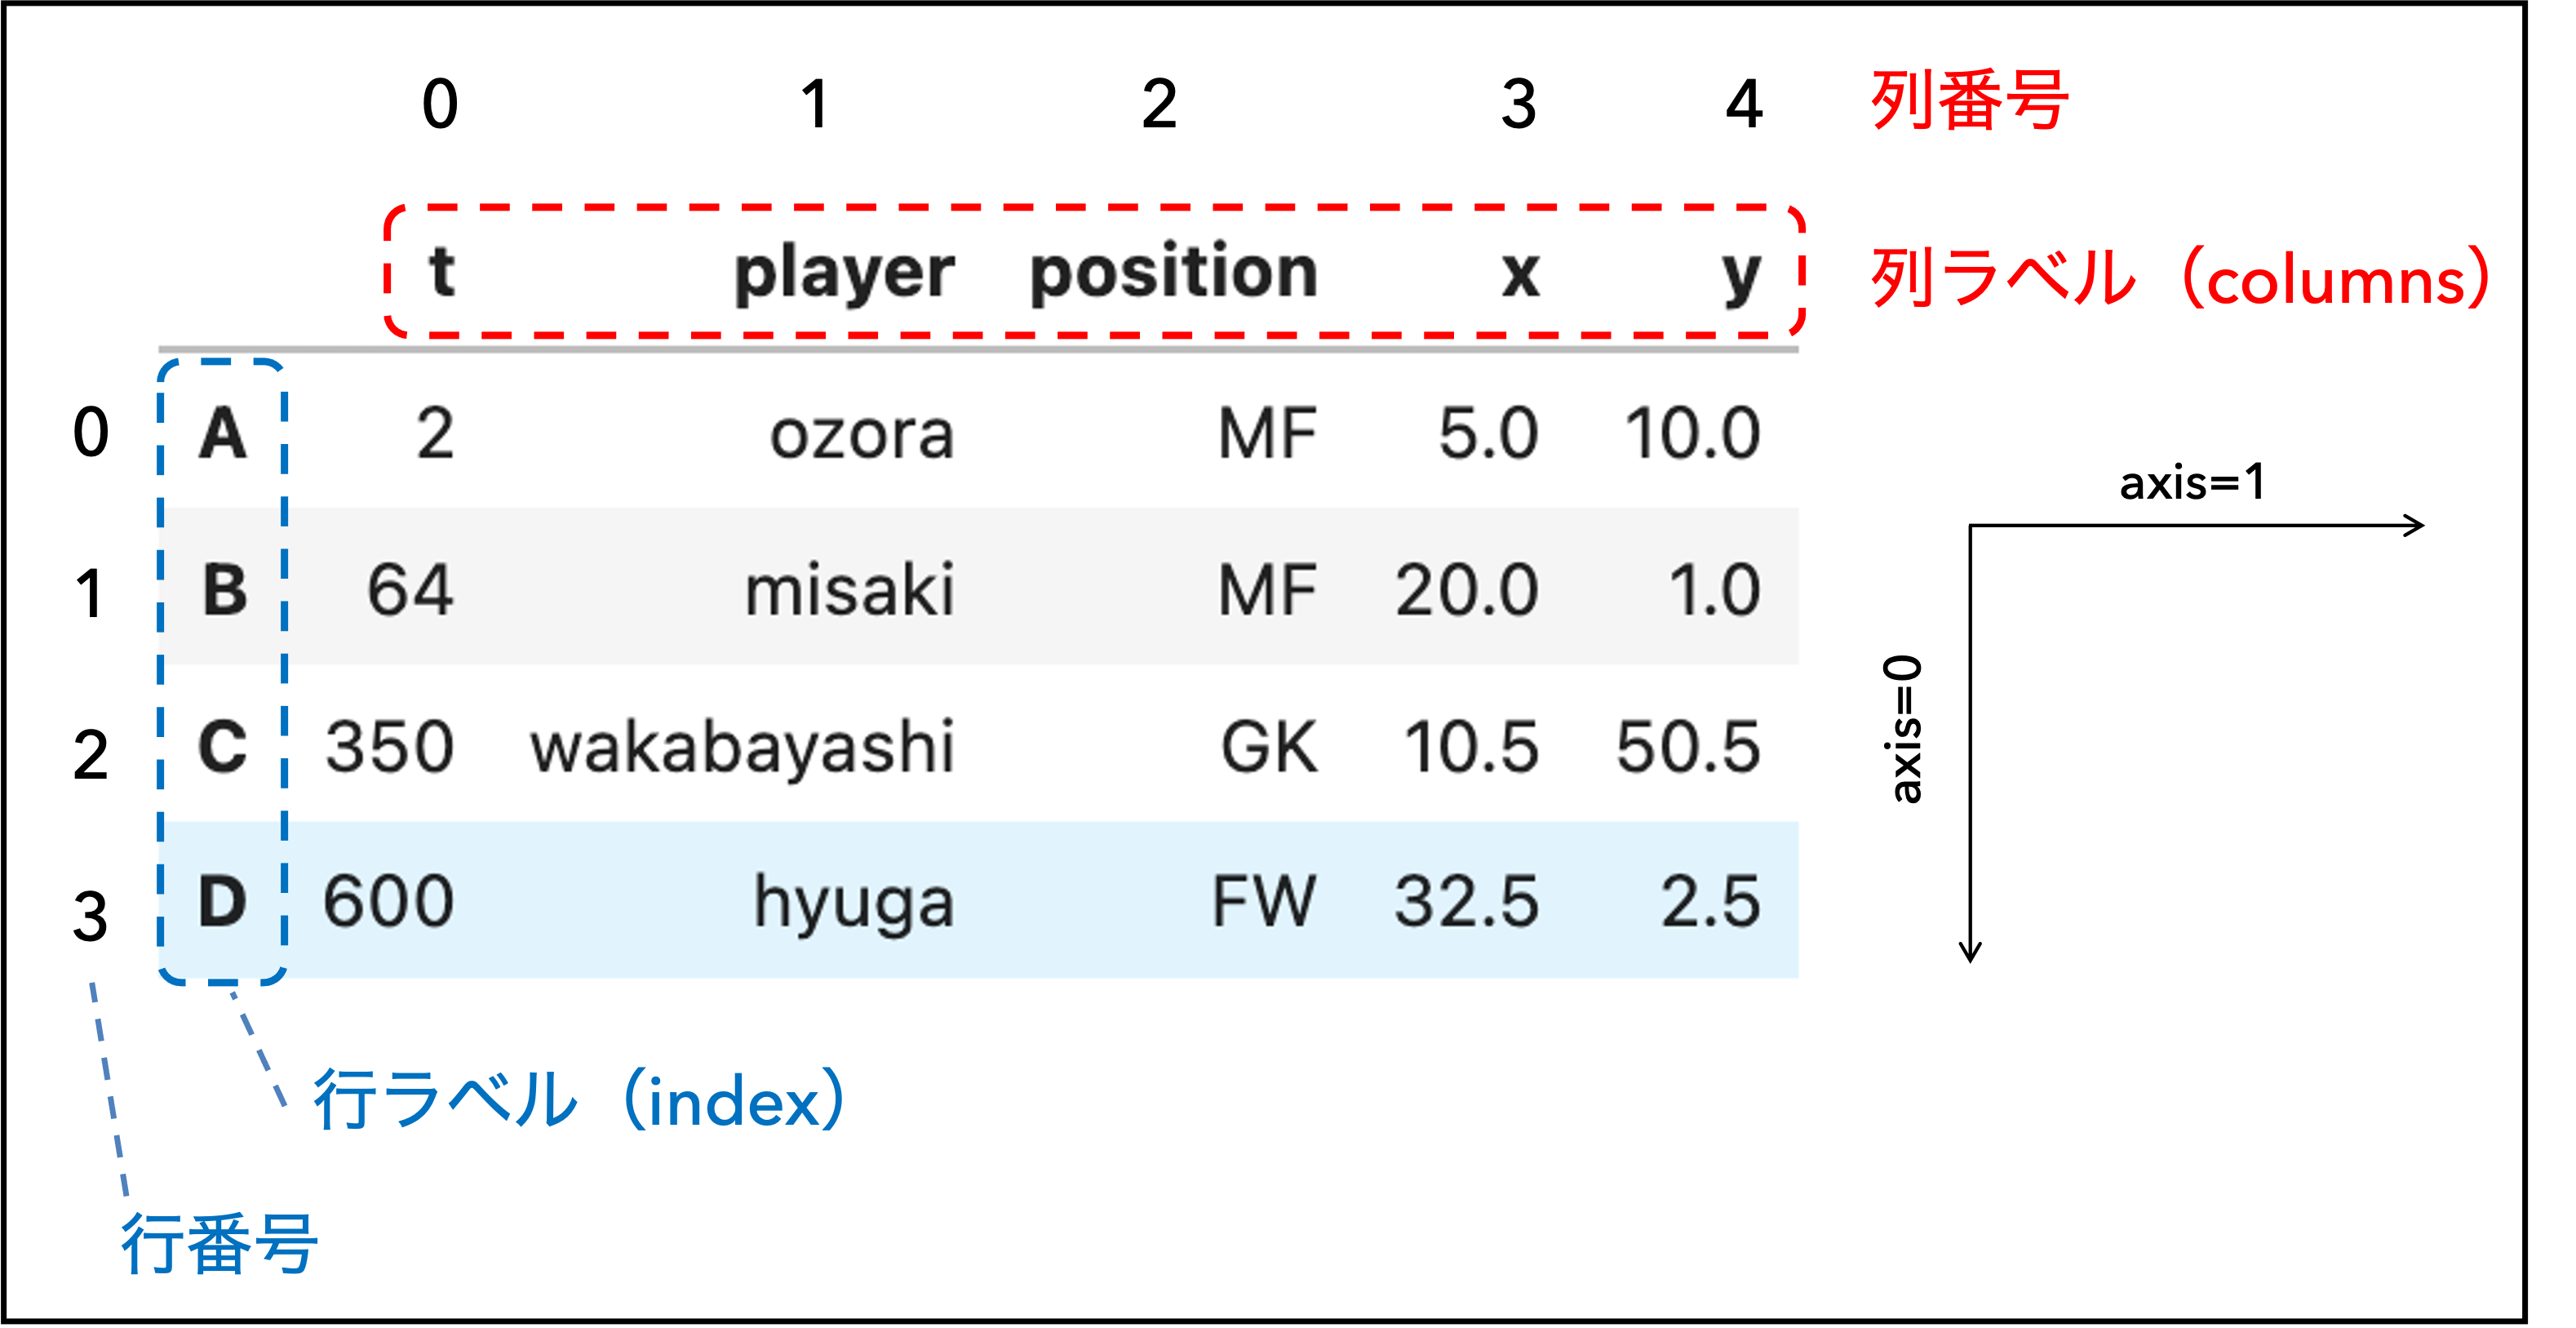 0 1 2 3 4 列番号
t player position x y 列ラベル（columns）
0 A 2 ozora MF 5.0 10.0
axis=1
1 B 64 misaki MF 20.0 1.0
2 C 350 wakabayashi GK 10.5 50.5
axis=0
3 D 600 hyuga FW 32.5 2.5
行ラベル（index）
行番号